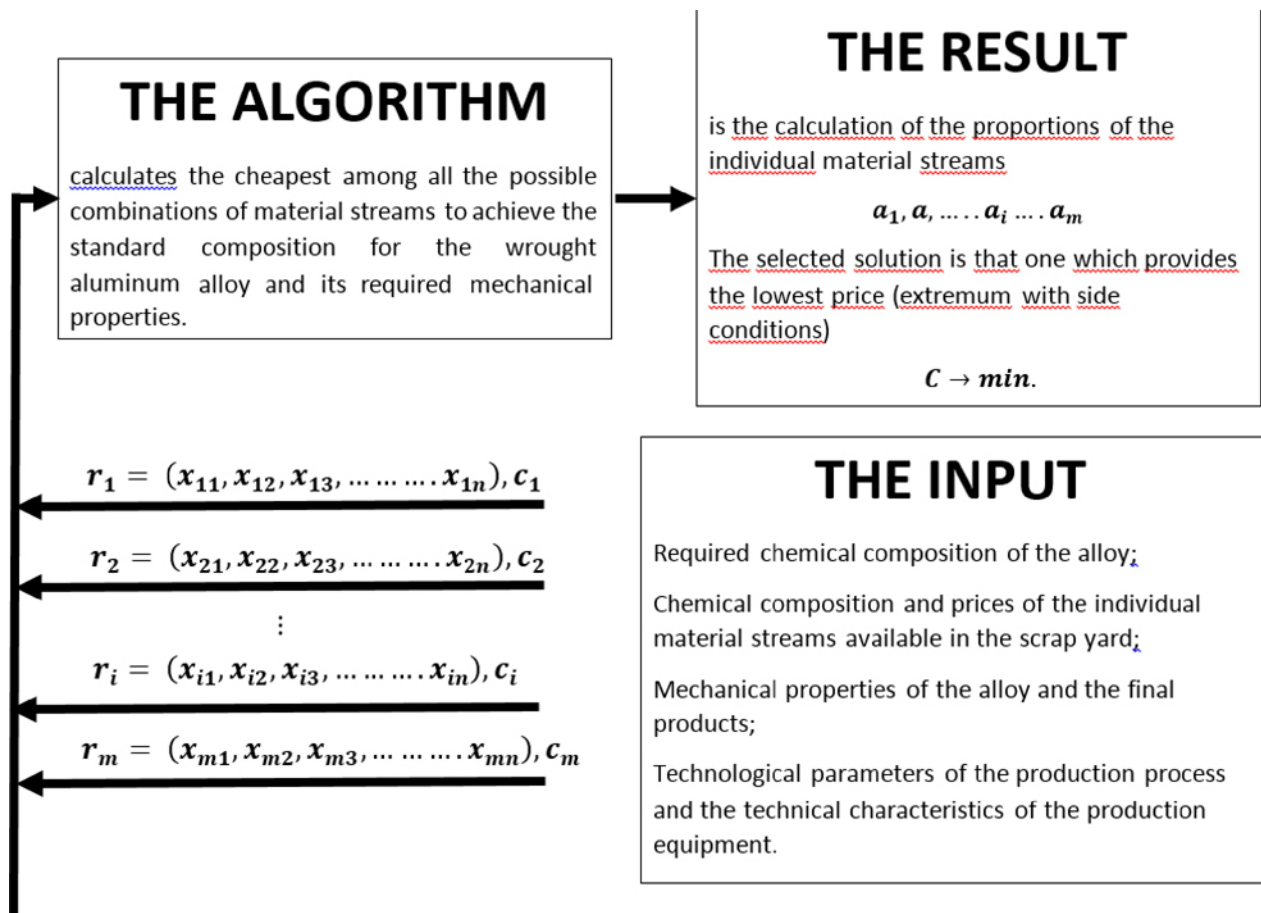 THE ALGORITHM
calculates the cheapest among all the possible
combinations of material streams to achieve the
standard composition for the wrought
aluminum alloy and its required mechanical
properties.
THE RESULT
is the calculation of the proportions of the
individual material streams
a₁, a, ….. aᵢ …. aₘ
The selected solution is that one which provides
the lowest price (extremum with side
conditions)
C → min.
r₁ = (x₁₁, x₁₂, x₁₃, … … … . x₁ₙ), c₁
r₂ = (x₂₁, x₂₂, x₂₃, … … … . x₂ₙ), c₂
⋮
rᵢ = (xᵢ₁, xᵢ₂, xᵢ₃, … … … . xᵢₙ), cᵢ
rₘ = (xₘ₁, xₘ₂, xₘ₃, … … … . xₘₙ), cₘ
THE INPUT
Required chemical composition of the alloy;
Chemical composition and prices of the individual
material streams available in the scrap yard;
Mechanical properties of the alloy and the final
products;
Technological parameters of the production process
and the technical characteristics of the production
equipment.